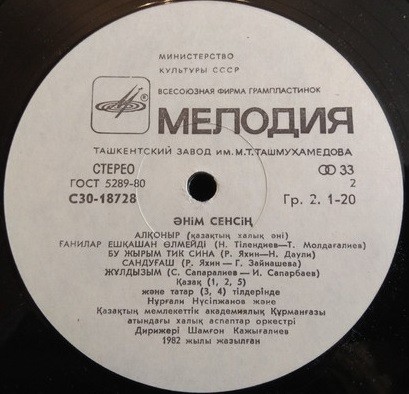 МИНИСТЕРСТВО
КУЛЬТУРЫ СССР
ВСЕСОЮЗНАЯ ФИРМА ГРАМПЛАСТИНОК
МЕЛОДИЯ
ТАШКЕНТСКИЙ ЗАВОД им. М.Т.ТАШМУХАМЕДОВА
СТЕРЕО 33
ГОСТ 5289-80 2
С30-18728 Гр. 2. 1-20
ӘНІМ СЕНСІҢ
АЛҚОНЫР (қазақтың халық әні)
ҒАНИЛАР ЕШҚАШАН ӨЛМЕЙДІ (Н. Тілендиев—Т. Молдағалиев)
БУ ЖЫРЫМ ТИК СИНА (Р. Яхин—Н. Даули)
САНДУҒАШ (Р. Яхин — Г. Зайнашева)
ЖҰЛДЫЗЫМ (С. Сапаралиев — И. Сапарбаев)
Қазақ (1, 2, 5)
және татар (3, 4) тілдерінде
Нұрғали Нүсіпжанов және
Қазақтың мемлекеттік академиялық Құрманғазы
атындағы халық аспаптар оркестрі
Дирижері Шамғон Кажығалиев
1982 жылы жазылған